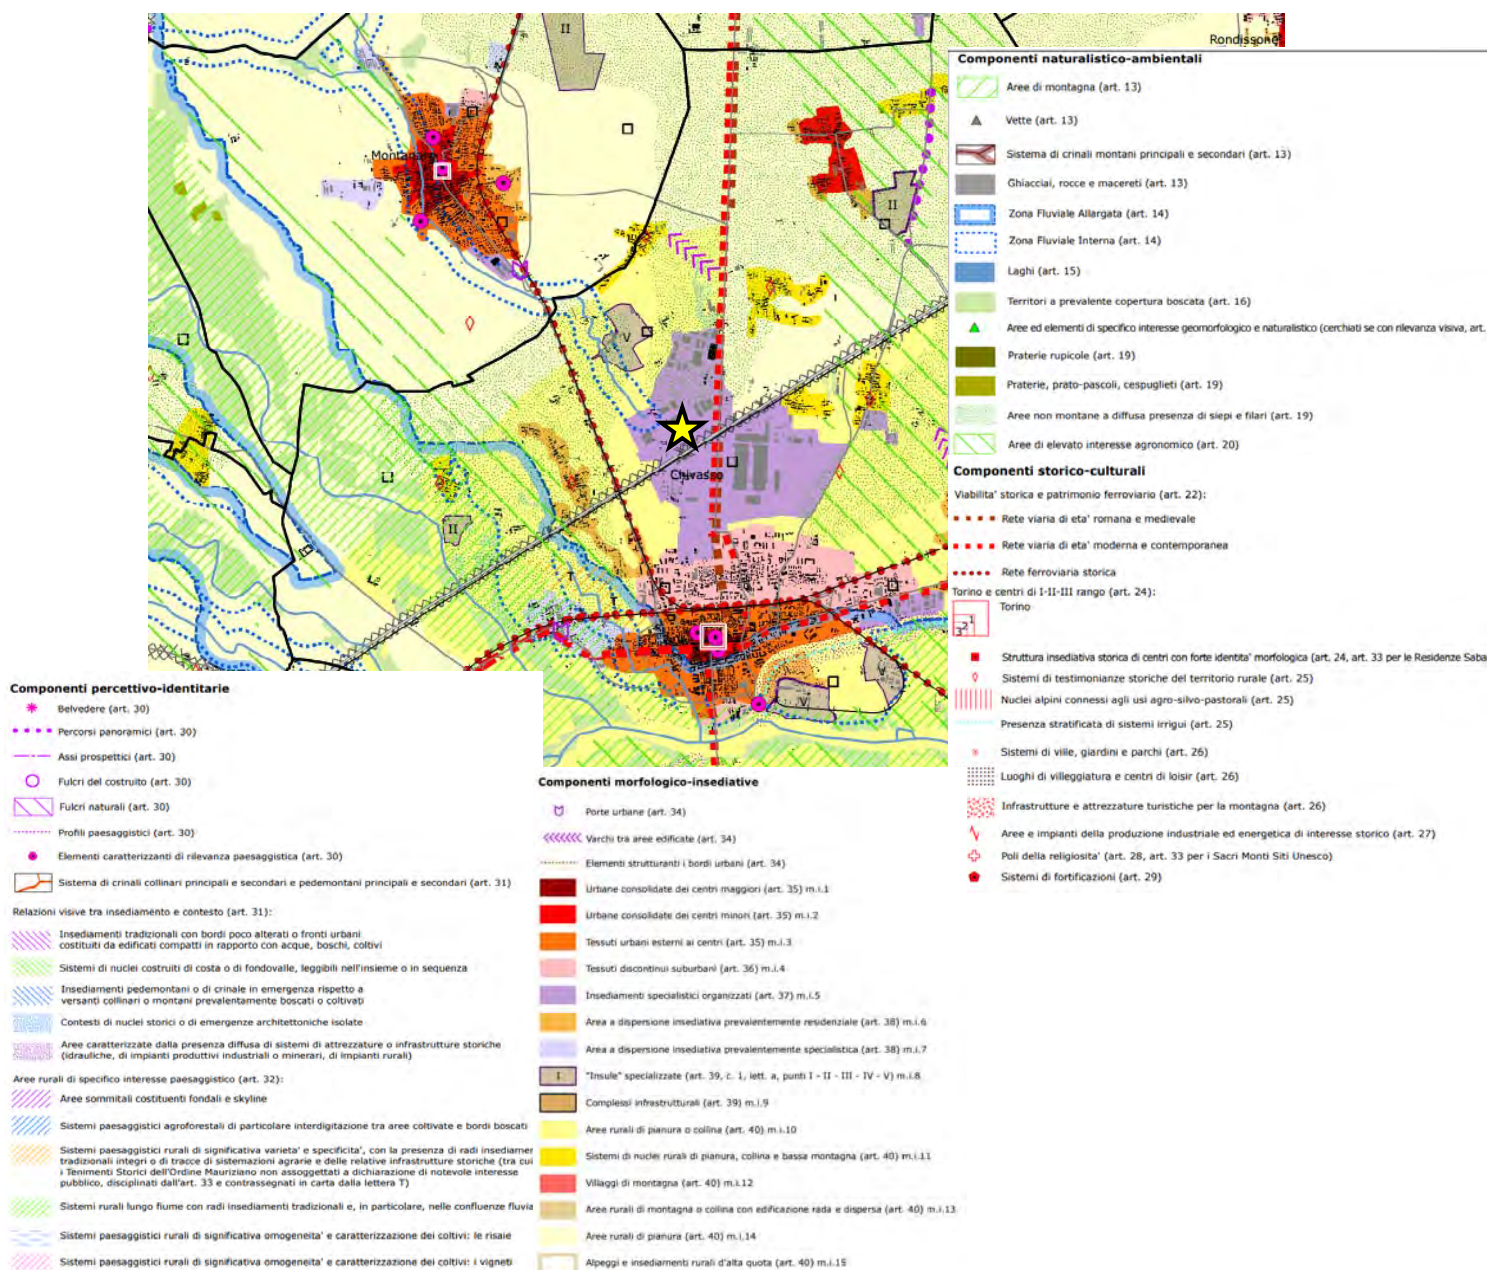 Rondissone
II
Montanaro
II
V
Chivasso
II
T
T
V
Componenti naturalistico-ambientali
Aree di montagna (art. 13)
Vette (art. 13)
Sistema di crinali montani principali e secondari (art. 13)
Ghiacciai, rocce e macereti (art. 13)
Zona Fluviale Allargata (art. 14)
Zona Fluviale Interna (art. 14)
Laghi (art. 15)
Territori a prevalente copertura boscata (art. 16)
Aree ed elementi di specifico interesse geomorfologico e naturalistico (cerchiati se con rilevanza visiva, art.
Praterie rupicole (art. 19)
Praterie, prato-pascoli, cespuglieti (art. 19)
Aree non montane a diffusa presenza di siepi e filari (art. 19)
Aree di elevato interesse agronomico (art. 20)
Componenti storico-culturali
Viabilita' storica e patrimonio ferroviario (art. 22):
Rete viaria di eta' romana e medievale
Rete viaria di eta' moderna e contemporanea
Rete ferroviaria storica
Torino e centri di I-II-III rango (art. 24):
Torino
3 2 1
Struttura insediativa storica di centri con forte identita' morfologica (art. 24, art. 33 per le Residenze Saba
Sistemi di testimonianze storiche del territorio rurale (art. 25)
Nuclei alpini connessi agli usi agro-silvo-pastorali (art. 25)
Presenza stratificata di sistemi irrigui (art. 25)
Sistemi di ville, giardini e parchi (art. 26)
Luoghi di villeggiatura e centri di loisir (art. 26)
Infrastrutture e attrezzature turistiche per la montagna (art. 26)
Aree e impianti della produzione industriale ed energetica di interesse storico (art. 27)
Poli della religiosita' (art. 28, art. 33 per i Sacri Monti Siti Unesco)
Sistemi di fortificazioni (art. 29)
Componenti percettivo-identitarie
Belvedere (art. 30)
Percorsi panoramici (art. 30)
Assi prospettici (art. 30)
Fulcri del costruito (art. 30)
Fulcri naturali (art. 30)
Profili paesaggistici (art. 30)
Elementi caratterizzanti di rilevanza paesaggistica (art. 30)
Sistema di crinali collinari principali e secondari e pedemontani principali e secondari (art. 31)
Relazioni visive tra insediamento e contesto (art. 31):
Insediamenti tradizionali con bordi poco alterati o fronti urbani
costituiti da edificati compatti in rapporto con acque, boschi, coltivi
Sistemi di nuclei costruiti di costa o di fondovalle, leggibili nell'insieme o in sequenza
Insediamenti pedemontani o di crinale in emergenza rispetto a
versanti collinari o montani prevalentemente boscati o coltivati
Contesti di nuclei storici o di emergenze architettoniche isolate
Aree caratterizzate dalla presenza diffusa di sistemi di attrezzature o infrastrutture storiche
(idrauliche, di impianti produttivi industriali o minerari, di impianti rurali)
Aree rurali di specifico interesse paesaggistico (art. 32):
Aree sommitali costituenti fondali e skyline
Sistemi paesaggistici agroforestali di particolare interdigitazione tra aree coltivate e bordi boscati
Sistemi paesaggistici rurali di significativa varieta' e specificita', con la presenza di radi insediamen
tradizionali integri o di tracce di sistemazioni agrarie e delle relative infrastrutture storiche (tra cui
i Tenimenti Storici dell'Ordine Mauriziano non assoggettati a dichiarazione di notevole interesse
pubblico, disciplinati dall'art. 33 e contrassegnati in carta dalla lettera T)
Sistemi rurali lungo fiume con radi insediamenti tradizionali e, in particolare, nelle confluenze fluvia
Sistemi paesaggistici rurali di significativa omogeneita' e caratterizzazione dei coltivi: le risaie
Sistemi paesaggistici rurali di significativa omogeneita' e caratterizzazione dei coltivi: i vigneti
Componenti morfologico-insediative
Porte urbane (art. 34)
Varchi tra aree edificate (art. 34)
Elementi strutturanti i bordi urbani (art. 34)
Urbane consolidate dei centri maggiori (art. 35) m.i.1
Urbane consolidate dei centri minori (art. 35) m.i.2
Tessuti urbani esterni ai centri (art. 35) m.i.3
Tessuti discontinui suburbani (art. 36) m.i.4
Insediamenti specialistici organizzati (art. 37) m.i.5
Area a dispersione insediativa prevalentemente residenziale (art. 38) m.i.6
Area a dispersione insediativa prevalentemente specialistica (art. 38) m.i.7
I
"Insule" specializzate (art. 39, c. 1, lett. a, punti I - II - III - IV - V) m.i.8
Complessi infrastrutturali (art. 39) m.i.9
Aree rurali di pianura o collina (art. 40) m.i.10
Sistemi di nuclei rurali di pianura, collina e bassa montagna (art. 40) m.i.11
Villaggi di montagna (art. 40) m.i.12
Aree rurali di montagna o collina con edificazione rada e dispersa (art. 40) m.i.13
Aree rurali di pianura (art. 40) m.i.14
Alpeggi e insediamenti rurali d'alta quota (art. 40) m.i.15